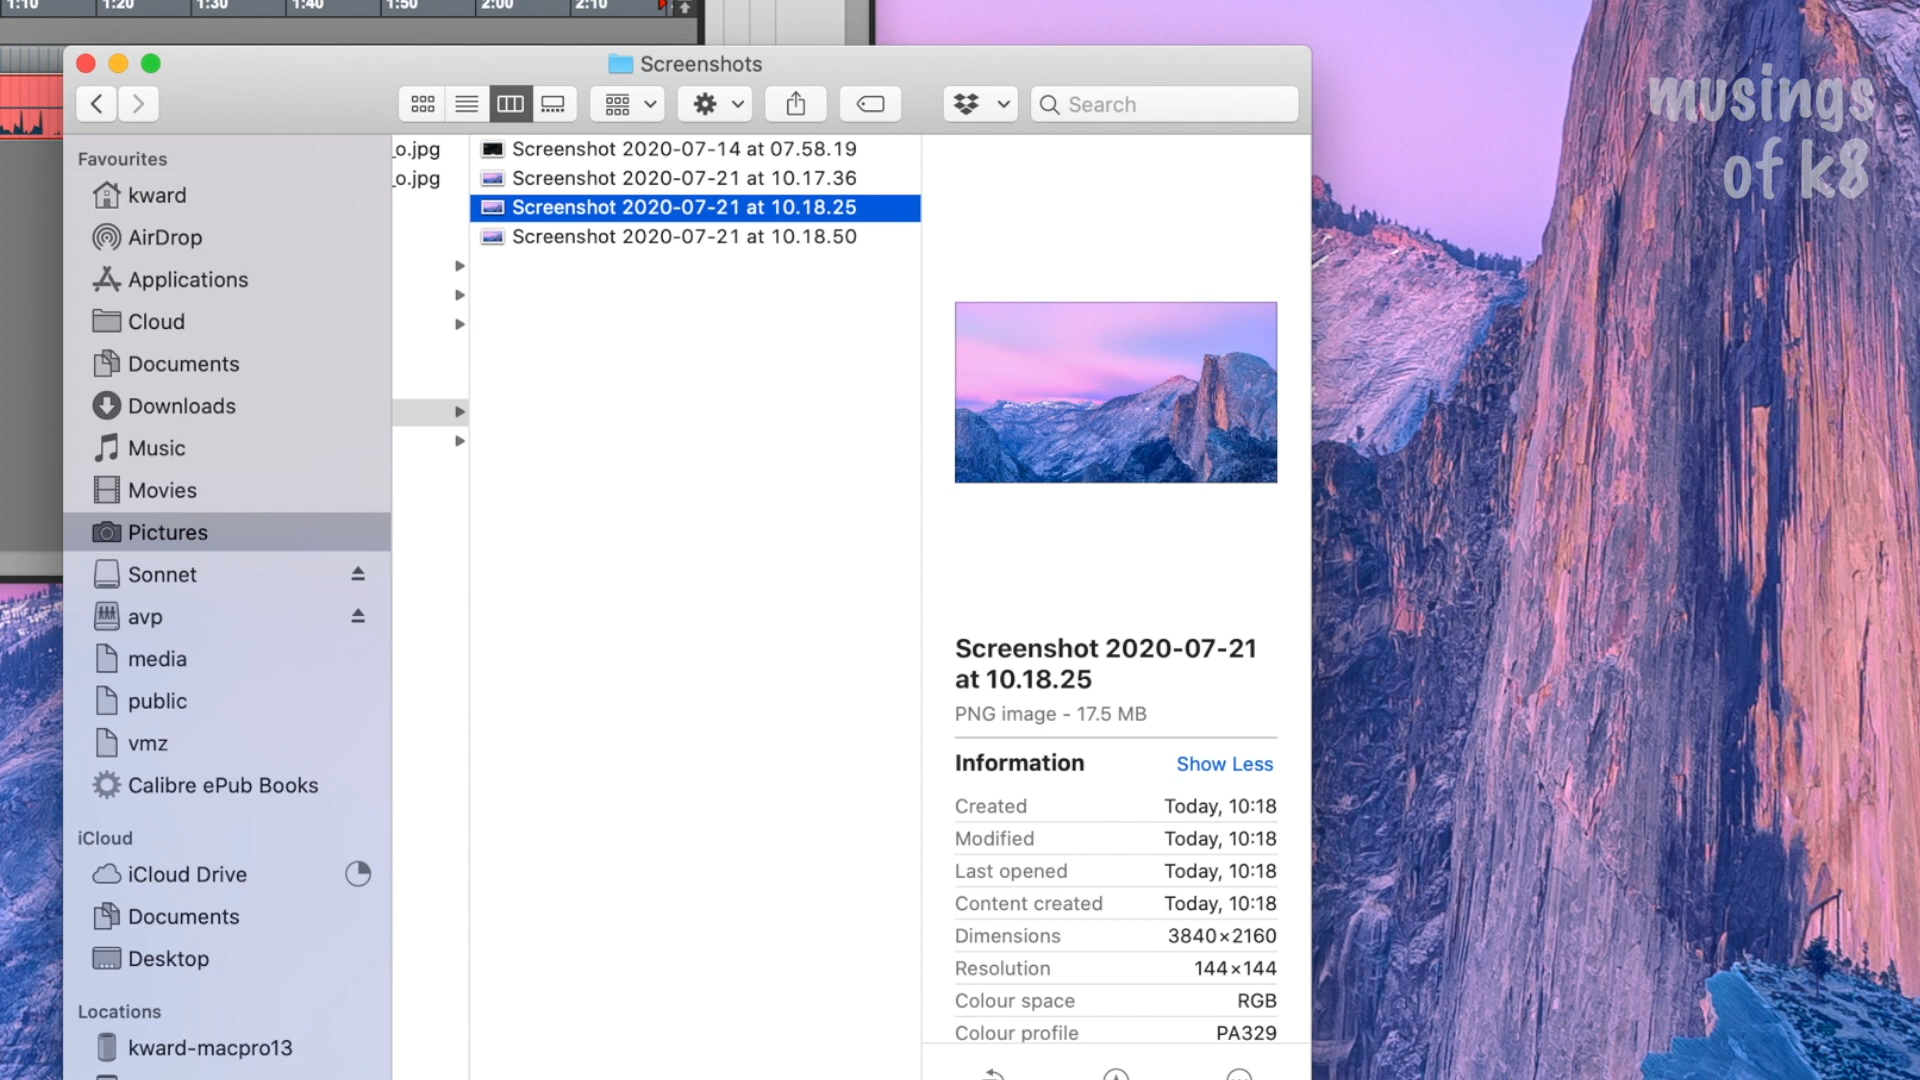 1:10 1:20 1:30 1:40 1:50 2:00 2:10
Screenshots
Search
musings
of k8
Favourites
kward
AirDrop
Applications
Cloud
Documents
Downloads
Music
Movies
Pictures
Sonnet
avp
media
public
vmz
Calibre ePub Books
iCloud
iCloud Drive
Documents
Desktop
Locations
kward-macpro13
_o.jpg
_o.jpg
Screenshot 2020-07-14 at 07.58.19
Screenshot 2020-07-21 at 10.17.36
Screenshot 2020-07-21 at 10.18.25
Screenshot 2020-07-21 at 10.18.50
Screenshot 2020-07-21
at 10.18.25
PNG image - 17.5 MB
Information Show Less
Created Today, 10:18
Modified Today, 10:18
Last opened Today, 10:18
Content created Today, 10:18
Dimensions 3840×2160
Resolution 144×144
Colour space RGB
Colour profile PA329